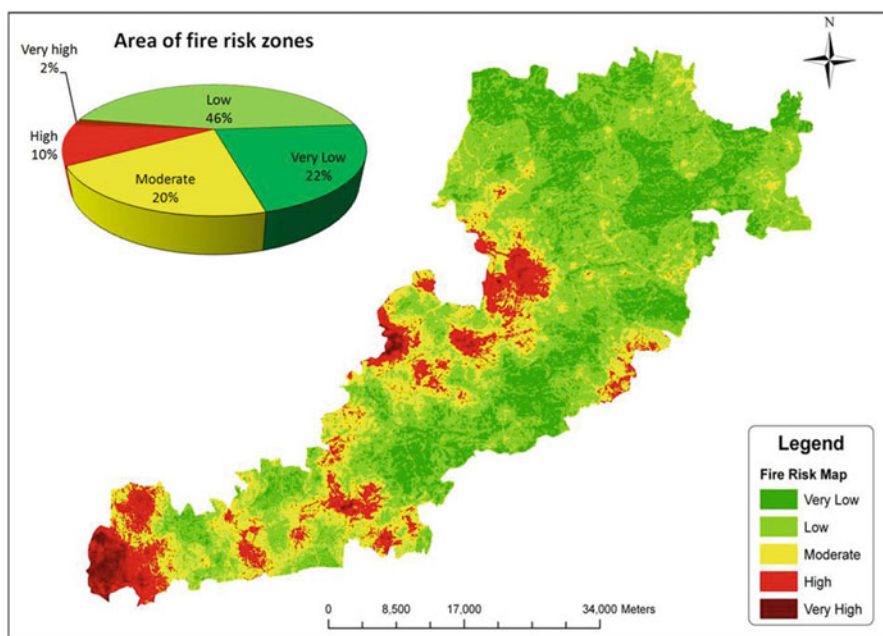 Area of fire risk zones
N
Very high
2%
Low
46%
High
10%
Very Low
22%
Moderate
20%
Legend
Fire Risk Map
Very Low
Low
Moderate
High
Very High
0 8,500 17,000 34,000 Meters